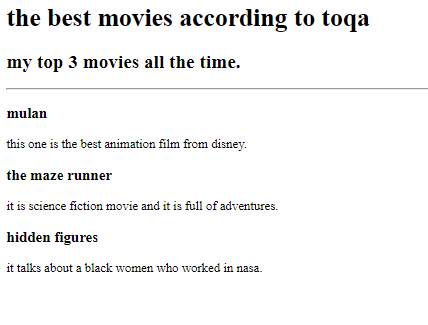 the best movies according to toqa
my top 3 movies all the time.
mulan
this one is the best animation film from disney.
the maze runner
it is science fiction movie and it is full of adventures.
hidden figures
it talks about a black women who worked in nasa.